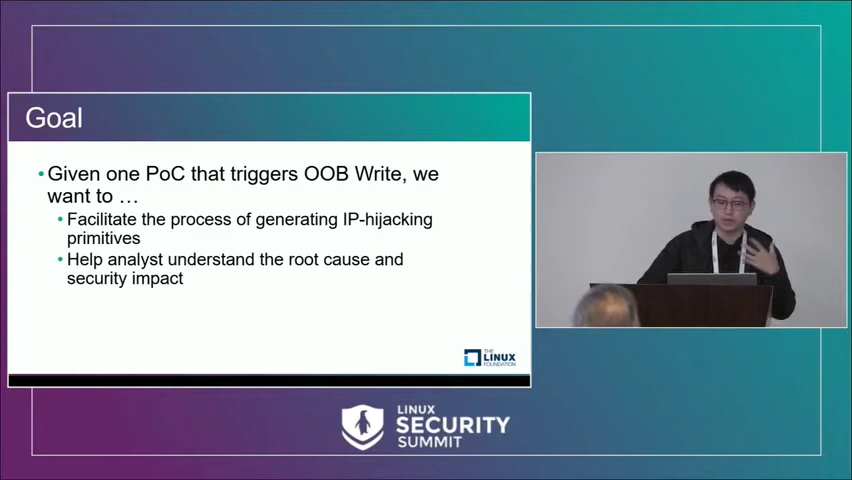 Goal
•Given one PoC that triggers OOB Write, we
want to …
• Facilitate the process of generating IP-hijacking
primitives
• Help analyst understand the root cause and
security impact
THE
LINUX
FOUNDATION
LINUX
SECURITY
SUMMIT